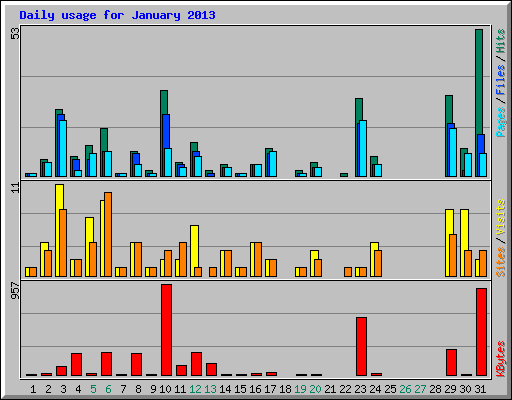 Daily usage for January 2013
53
Pages / Files / Hits
11
Sites / Visits
957
KBytes
1 2 3 4 5 6 7 8 9 10 11 12 13 14 15 16 17 18 19 20 21 22 23 24 25 26 27 28 29 30 31